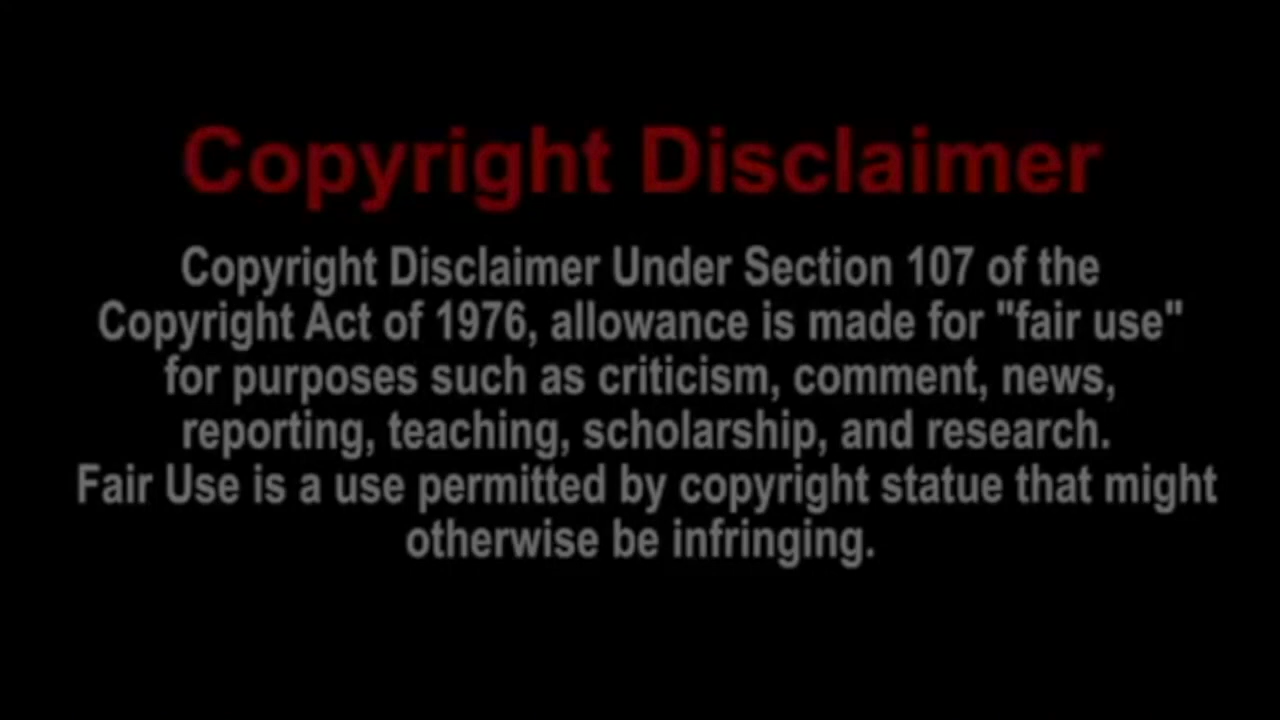 Copyright Disclaimer
Copyright Disclaimer Under Section 107 of the
Copyright Act of 1976, allowance is made for "fair use"
for purposes such as criticism, comment, news,
reporting, teaching, scholarship, and research.
Fair Use is a use permitted by copyright statue that might
otherwise be infringing.